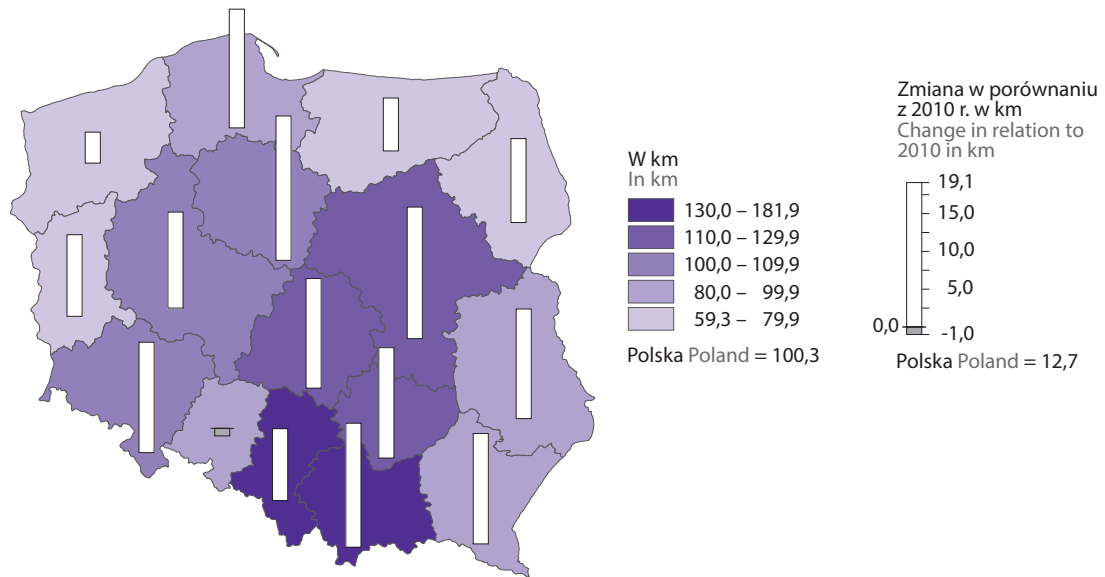 W km
In km
130,0 – 181,9
110,0 – 129,9
100,0 – 109,9
80,0 – 99,9
59,3 – 79,9
Polska Poland = 100,3
Zmiana w porównaniu
z 2010 r. w km
Change in relation to
2010 in km
19,1
15,0
10,0
5,0
0,0
-1,0
Polska Poland = 12,7